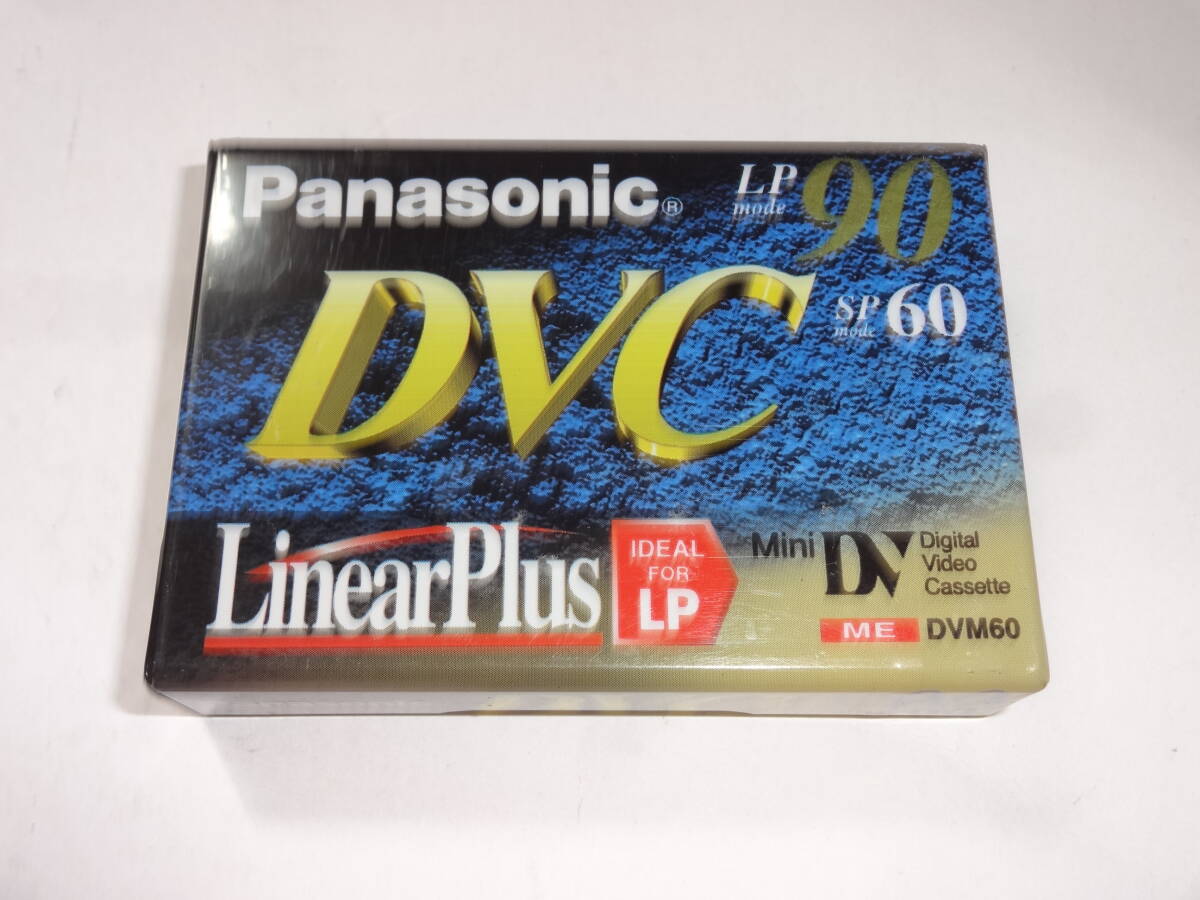 Panasonic®
LP mode 90
DVC
SP mode 60
LinearPlus
IDEAL
FOR
LP
Mini DV Digital
Video
Cassette
ME DVM60